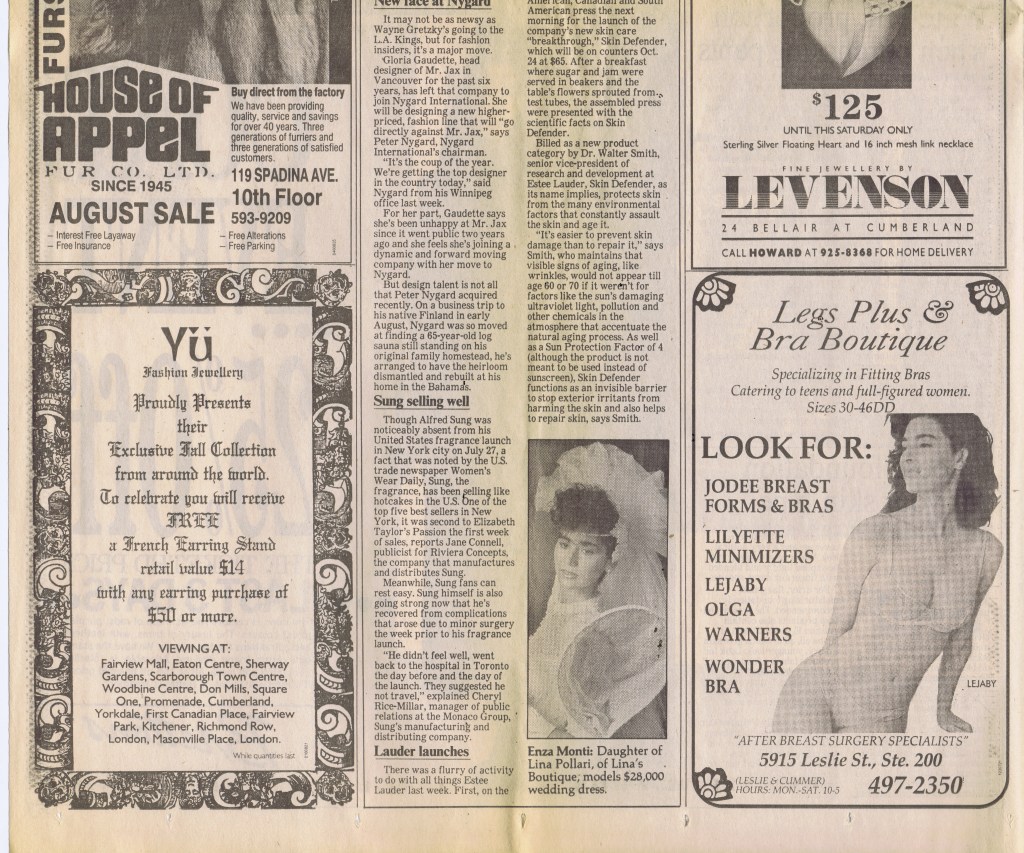 FURS
HOUSE OF
APPEL
FUR CO. LTD.
SINCE 1945
AUGUST SALE
– Interest Free Layaway
– Free Insurance
Buy direct from the factory
We have been providing
quality, service and savings
for over 40 years. Three
generations of furriers and
three generations of satisfied
customers.
119 SPADINA AVE.
10th Floor
593-9209
– Free Alterations
– Free Parking
Yü
Fashion Jewellery
Proudly Presents
their
Exclusive Fall Collection
from around the world.
To celebrate you will receive
FREE
a French Earring Stand
retail value $14
with any earring purchase of
$50 or more.
VIEWING AT:
Fairview Mall, Eaton Centre, Sherway
Gardens, Scarborough Town Centre,
Woodbine Centre, Don Mills, Square
One, Promenade, Cumberland,
Yorkdale, First Canadian Place, Fairview
Park, Kitchener, Richmond Row,
London, Masonville Place, London.
While quantities last
New face at Nygard
It may not be as newsy as
Wayne Gretzky's going to the
L.A. Kings, but for fashion
insiders, it's a major move.
Gloria Gaudette, head
designer of Mr. Jax in
Vancouver for the past six
years, has left that company to
join Nygard International. She
will be designing a new higher-
priced, fashion line that will "go
directly against Mr. Jax," says
Peter Nygard, Nygard
International's chairman.
"It's the coup of the year.
We're getting the top designer
in the country today," said
Nygard from his Winnipeg
office last week.
For her part, Gaudette says
she's been unhappy at Mr. Jax
since it went public two years
ago and she feels she's joining a
dynamic and forward moving
company with her move to
Nygard.
But design talent is not all
that Peter Nygard acquired
recently. On a business trip to
his native Finland in early
August, Nygard was so moved
at finding a 65-year-old log
sauna still standing on his
original family homestead, he's
arranged to have the heirloom
dismantled and rebuilt at his
home in the Bahamas.
Sung selling well
Though Alfred Sung was
noticeably absent from his
United States fragrance launch
in New York city on July 27, a
fact that was noted by the U.S.
trade newspaper Women's
Wear Daily, Sung, the
fragrance, has been selling like
hotcakes in the U.S. One of the
top five best sellers in New
York, it was second to Elizabeth
Taylor's Passion the first week
of sales, reports Jane Connell,
publicist for Riviera Concepts,
the company that manufactures
and distributes Sung.
Meanwhile, Sung fans can
rest easy. Sung himself is also
going strong now that he's
recovered from complications
that arose due to minor surgery
the week prior to his fragrance
launch.
"He didn't feel well, went
back to the hospital in Toronto
the day before and the day of
the launch. They suggested he
not travel," explained Cheryl
Rice-Millar, manager of public
relations at the Monaco Group,
Sung's manufacturing and
distributing company.
Lauder launches
There was a flurry of activity
to do with all things Estee
Lauder last week. First, on the
American, Canadian and South
American press the next
morning for the launch of the
company's new skin care
"breakthrough," Skin Defender,
which will be on counters Oct.
24 at $65. After a breakfast
where sugar and jam were
served in beakers and the
table's flowers sprouted from
test tubes, the assembled press
were presented with the
scientific facts on Skin
Defender.
Billed as a new product
category by Dr. Walter Smith,
senior vice-president of
research and development at
Estee Lauder, Skin Defender, as
its name implies, protects skin
from the many environmental
factors that constantly assault
the skin and age it.
"It's easier to prevent skin
damage than to repair it," says
Smith, who maintains that
visible signs of aging, like
wrinkles, would not appear till
age 60 or 70 if it weren't for
factors like the sun's damaging
ultraviolet light, pollution and
other chemicals in the
atmosphere that accentuate the
natural aging process. As well
as a Sun Protection Factor of 4
(although the product is not
meant to be used instead of
sunscreen), Skin Defender
functions as an invisible barrier
to stop exterior irritants from
harming the skin and also helps
to repair skin, says Smith.
Enza Monti: Daughter of
Lina Pollari, of Lina's
Boutique, models $28,000
wedding dress.
$125
UNTIL THIS SATURDAY ONLY
Sterling Silver Floating Heart and 16 inch mesh link necklace
FINE JEWELLERY BY
LEVENSON
24 BELLAIR AT CUMBERLAND
CALL HOWARD AT 925-8368 FOR HOME DELIVERY
Legs Plus &
Bra Boutique
Specializing in Fitting Bras
Catering to teens and full-figured women.
Sizes 30-46DD
LOOK FOR:
JODEE BREAST
FORMS & BRAS
LILYETTE
MINIMIZERS
LEJABY
OLGA
WARNERS
WONDER
BRA
LEJABY
"AFTER BREAST SURGERY SPECIALISTS"
5915 Leslie St., Ste. 200
(LESLIE & CUMMER)
HOURS: MON.-SAT. 10-5
497-2350